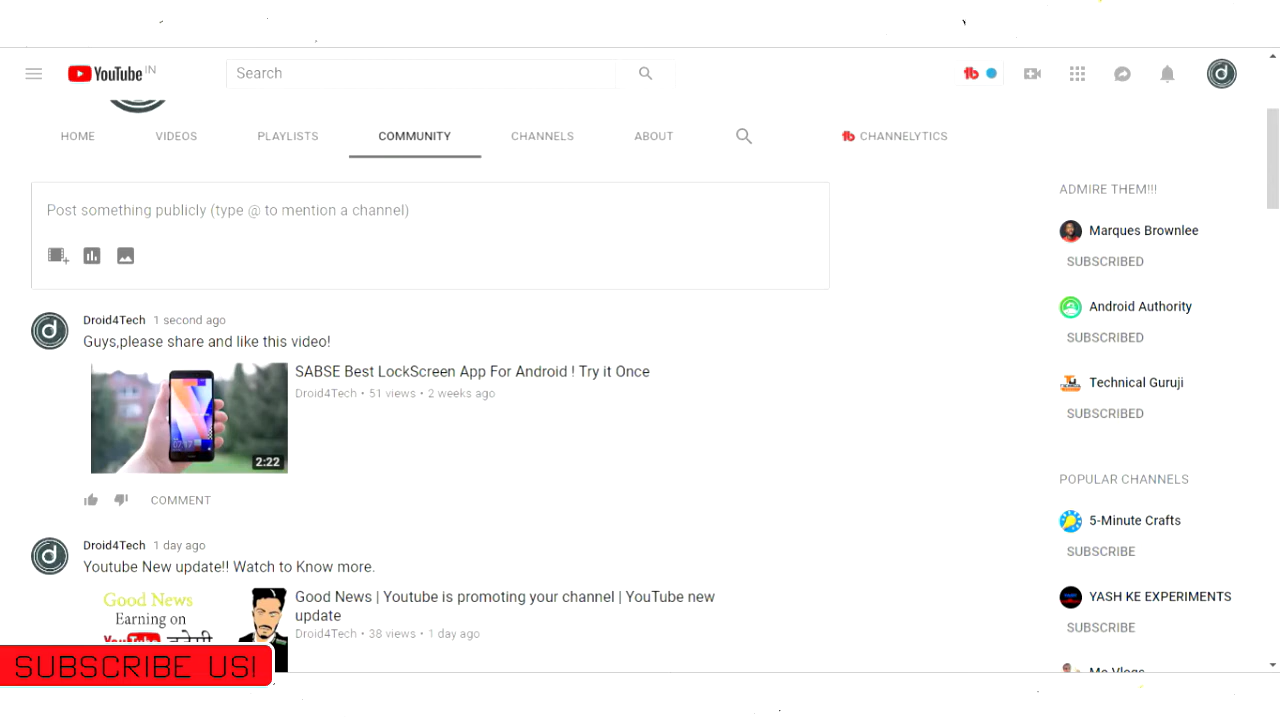 YouTube IN
Search
HOME VIDEOS PLAYLISTS COMMUNITY CHANNELS ABOUT CHANNELYTICS
Post something publicly (type @ to mention a channel)
Droid4Tech 1 second ago
Guys,please share and like this video!
SABSE Best LockScreen App For Android ! Try it Once
Droid4Tech • 51 views • 2 weeks ago
2:22
COMMENT
Droid4Tech 1 day ago
Youtube New update!! Watch to Know more.
Good News
Earning on
YouTube
Good News | Youtube is promoting your channel | YouTube new
update
Droid4Tech • 38 views • 1 day ago
SUBSCRIBE US!
ADMIRE THEM!!!
Marques Brownlee
SUBSCRIBED
Android Authority
SUBSCRIBED
Technical Guruji
SUBSCRIBED
POPULAR CHANNELS
5-Minute Crafts
SUBSCRIBE
YASH KE EXPERIMENTS
SUBSCRIBE